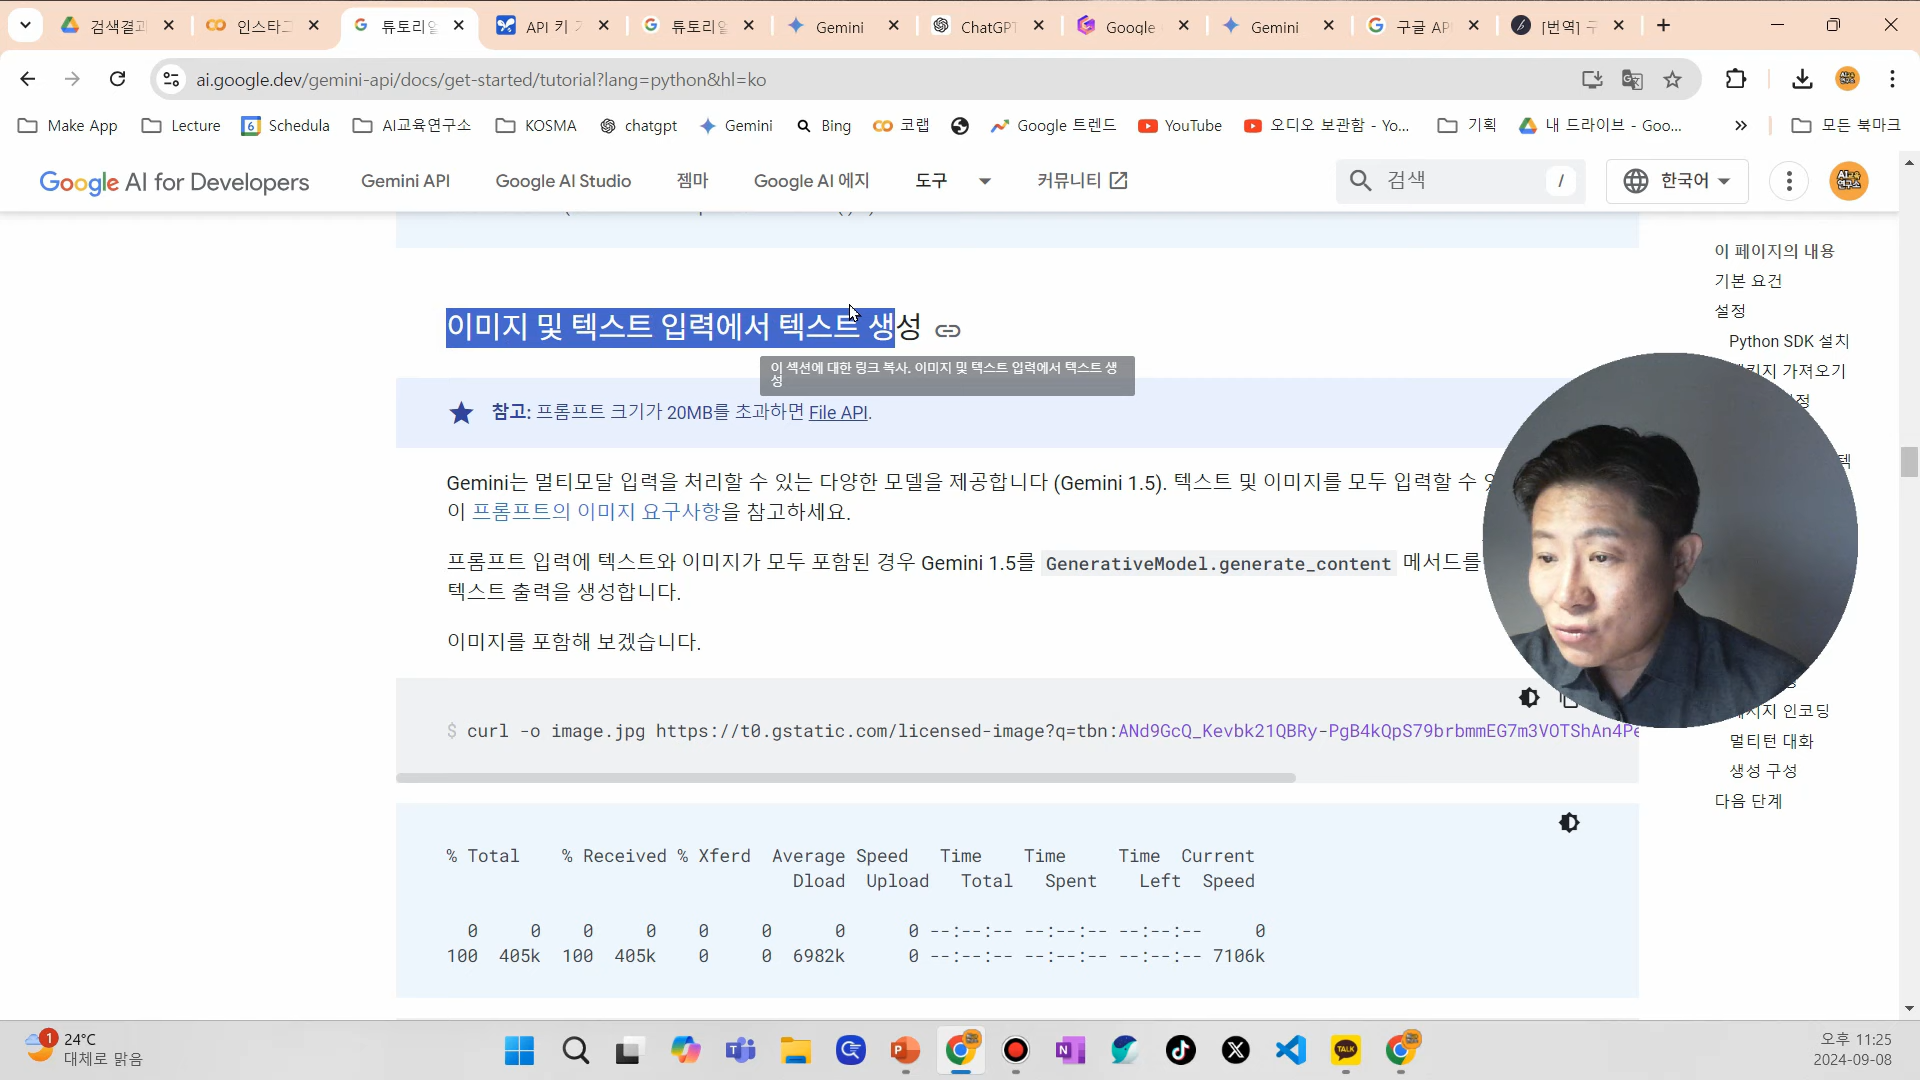 검색결과
인스타그
튜토리얼
API 키 기
튜토리얼
Gemini
ChatGPT
Google
Gemini
구글 AP
[번역] 구
ai.google.dev/gemini-api/docs/get-started/tutorial?lang=python&hl=ko
Make App
Lecture
Schedula
AI교육연구소
KOSMA
chatgpt
Gemini
Bing
코랩
Google 트렌드
YouTube
오디오 보관함 - Yo...
기획
내 드라이브 - Goo...
모든 북마크
Google AI for Developers
Gemini API
Google AI Studio
젬마
Google AI 에지
도구
커뮤니티
검색
/
한국어
이미지 및 텍스트 입력에서 텍스트 생성
이 섹션에 대한 링크 복사. 이미지 및 텍스트 입력에서 텍스트 생
성
참고: 프롬프트 크기가 20MB를 초과하면 File API.
Gemini는 멀티모달 입력을 처리할 수 있는 다양한 모델을 제공합니다 (Gemini 1.5). 텍스트 및 이미지를 모두 입력할 수
이 프롬프트의 이미지 요구사항을 참고하세요.
프롬프트 입력에 텍스트와 이미지가 모두 포함된 경우 Gemini 1.5를 GenerativeModel.generate_content 메서드를
텍스트 출력을 생성합니다.
이미지를 포함해 보겠습니다.
$ curl -o image.jpg https://t0.gstatic.com/licensed-image?q=tbn:ANd9GcQ_Kevbk21QBRy-PgB4kQpS79brbmmEG7m3VOTShAn4Pe
% Total % Received % Xferd Average Speed Time Time Time Current
Dload Upload Total Spent Left Speed
0 0 0 0 0 0 0 0 --:--:-- --:--:-- --:--:-- 0
100 405k 100 405k 0 0 6982k 0 --:--:-- --:--:-- --:--:-- 7106k
이 페이지의 내용
기본 요건
설정
Python SDK 설치
키지 가져오기
정
텍
시지 인코딩
멀티턴 대화
생성 구성
다음 단계
1
24°C
대체로 맑음
TALK
오후 11:25
2024-09-08